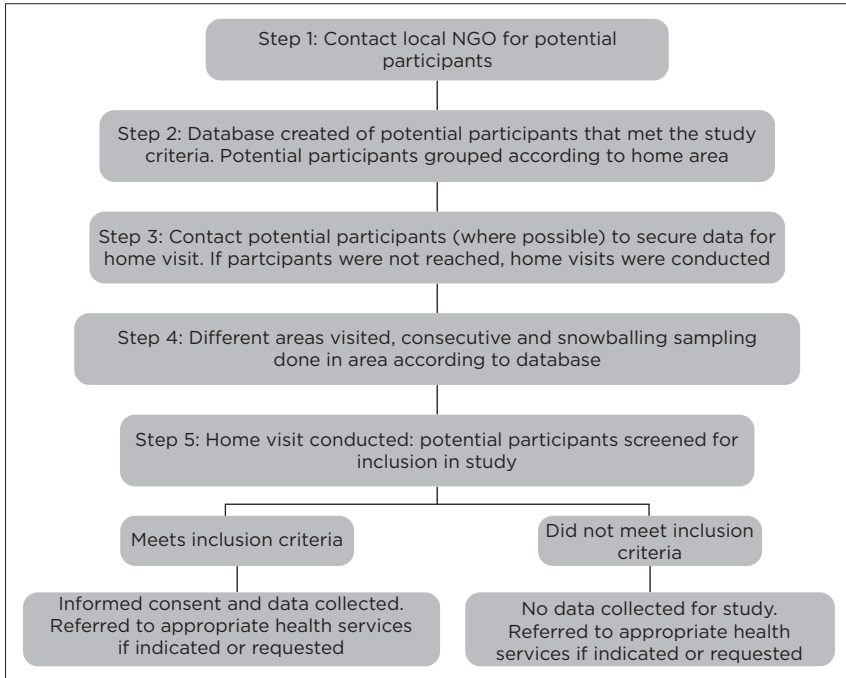 Step 1: Contact local NGO for potential
participants
Step 2: Database created of potential participants that met the study
criteria. Potential participants grouped according to home area
Step 3: Contact potential participants (where possible) to secure data for
home visit. If partcipants were not reached, home visits were conducted
Step 4: Different areas visited, consecutive and snowballing sampling
done in area according to database
Step 5: Home visit conducted: potential participants screened for
inclusion in study
Meets inclusion criteria
Did not meet inclusion
criteria
Informed consent and data collected.
Referred to appropriate health services
if indicated or requested
No data collected for study.
Referred to appropriate health
services if indicated or requested